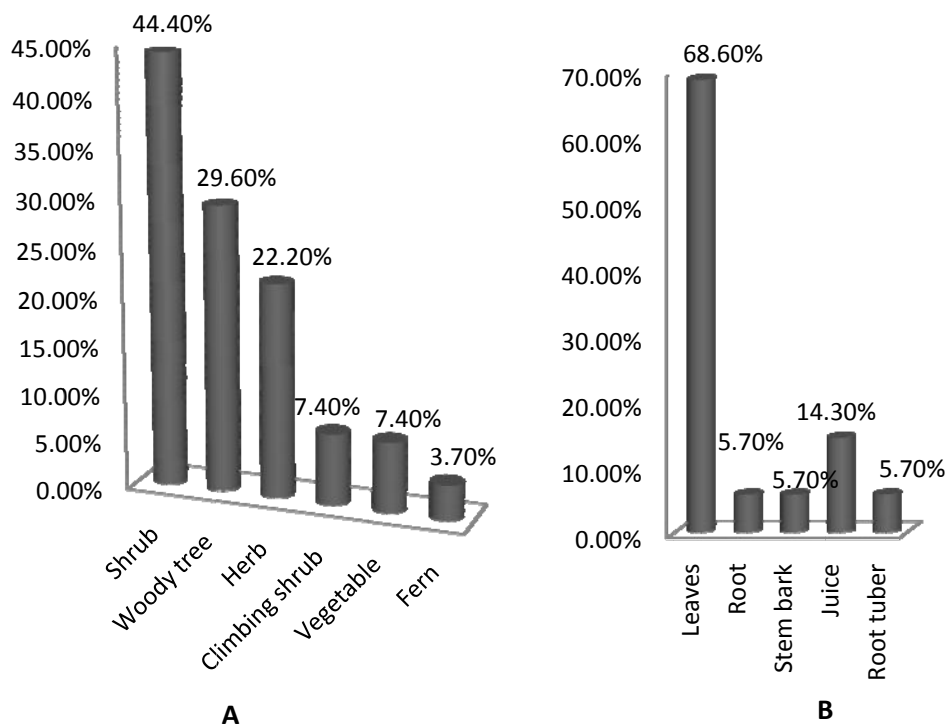 44.40%
45.00%
40.00%
35.00%
30.00%
25.00%
20.00%
15.00%
10.00%
5.00%
0.00%
29.60%
22.20%
7.40%
7.40%
3.70%
Shrub
Woody tree
Herb
Climbing shrub
Vegetable
Fern
A
68.60%
70.00%
60.00%
50.00%
40.00%
30.00%
20.00%
10.00%
0.00%
5.70%
5.70%
14.30%
5.70%
Leaves
Root
Stem bark
Juice
Root tuber
B